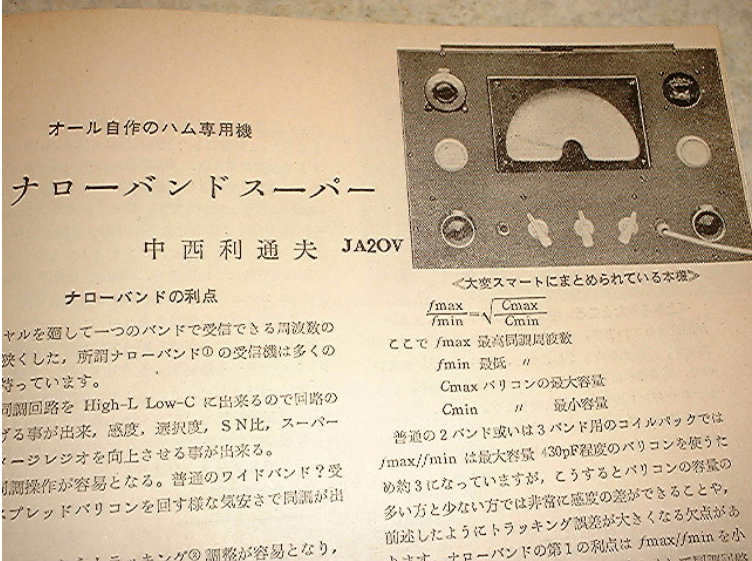 オール自作のハム専用機
ナローバンドスーパー
中西利通夫 JA2OV
ナローバンドの利点
ャルを廻して一つのバンドで受信できる周波数の
狭くした，所謂ナローバンド① の受信機は多くの
持っています。
同調回路を High-L Low-C に出来るので回路の
げる事が出来，感度，選択度，SN比，スーパー
メージレジオを向上させる事が出来る。
同調操作が容易となる。普通のワイドバンド？受
スプレッドバリコンを回す様な気安さで同調が出
トラッキング③ 調整が容易となり，
≪大変スマートにまとめられている本機≫
fmax/fmin=√Cmax/Cmin
ここで fmax 最高同調周波数
fmin 最低 〃
Cmax バリコンの最大容量
Cmin 〃 最小容量
普通の2バンド或いは3バンド用のコイルパックでは
fmax/fmin は最大容量 430pF程度のバリコンを使うた
め約3になっていますが，こうするとバリコンの容量の
多い方と少ない方では非常に感度の差ができることや，
前述したようにトラッキング誤差が大きくなる欠点があ
ります。ナローバンドの第1の利点は fmax/fmin を小